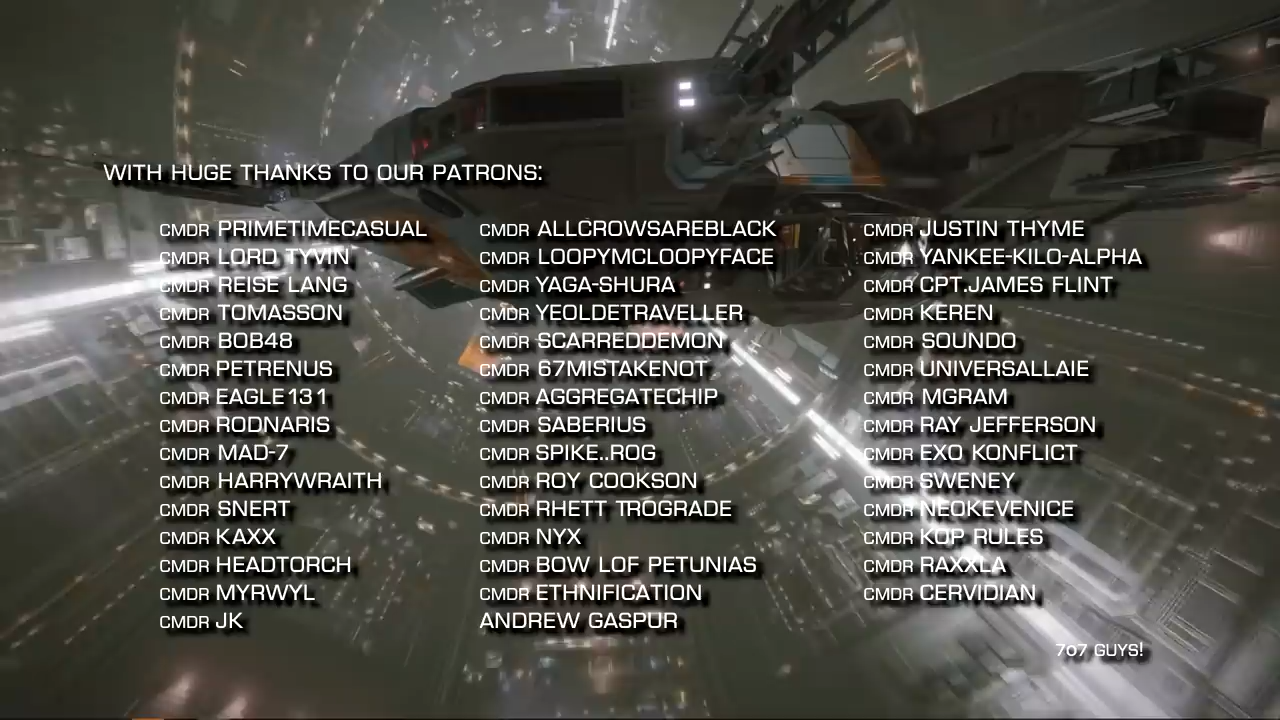 WITH HUGE THANKS TO OUR PATRONS:
CMDR PRIMETIMECASUAL
CMDR LORD TYVIN
CMDR REISE LANG
CMDR TOMASSON
CMDR BOB48
CMDR PETRENUS
CMDR EAGLE131
CMDR RODNARIS
CMDR MAD-7
CMDR HARRYWRAITH
CMDR SNERT
CMDR KAXX
CMDR HEADTORCH
CMDR MYRWYL
CMDR JK
CMDR ALLCROWSAREBLACK
CMDR LOOPYMCLOOPYFACE
CMDR YAGA-SHURA
CMDR YEOLDETRAVELLER
CMDR SCARREDDEMON
CMDR 67MISTAKENOT
CMDR AGGREGATECHIP
CMDR SABERIUS
CMDR SPIKE..ROG
CMDR ROY COOKSON
CMDR RHETT TROGRADE
CMDR NYX
CMDR BOW LOF PETUNIAS
CMDR ETHNIFICATION
ANDREW GASPUR
CMDR JUSTIN THYME
CMDR YANKEE-KILO-ALPHA
CMDR CPT.JAMES FLINT
CMDR KEREN
CMDR SOUNDO
CMDR UNIVERSALLAIE
CMDR MGRAM
CMDR RAY JEFFERSON
CMDR EXO KONFLICT
CMDR SWENEY
CMDR NEOKEVENICE
CMDR KOP RULES
CMDR RAXXLA
CMDR CERVIDIAN
707 GUYS!